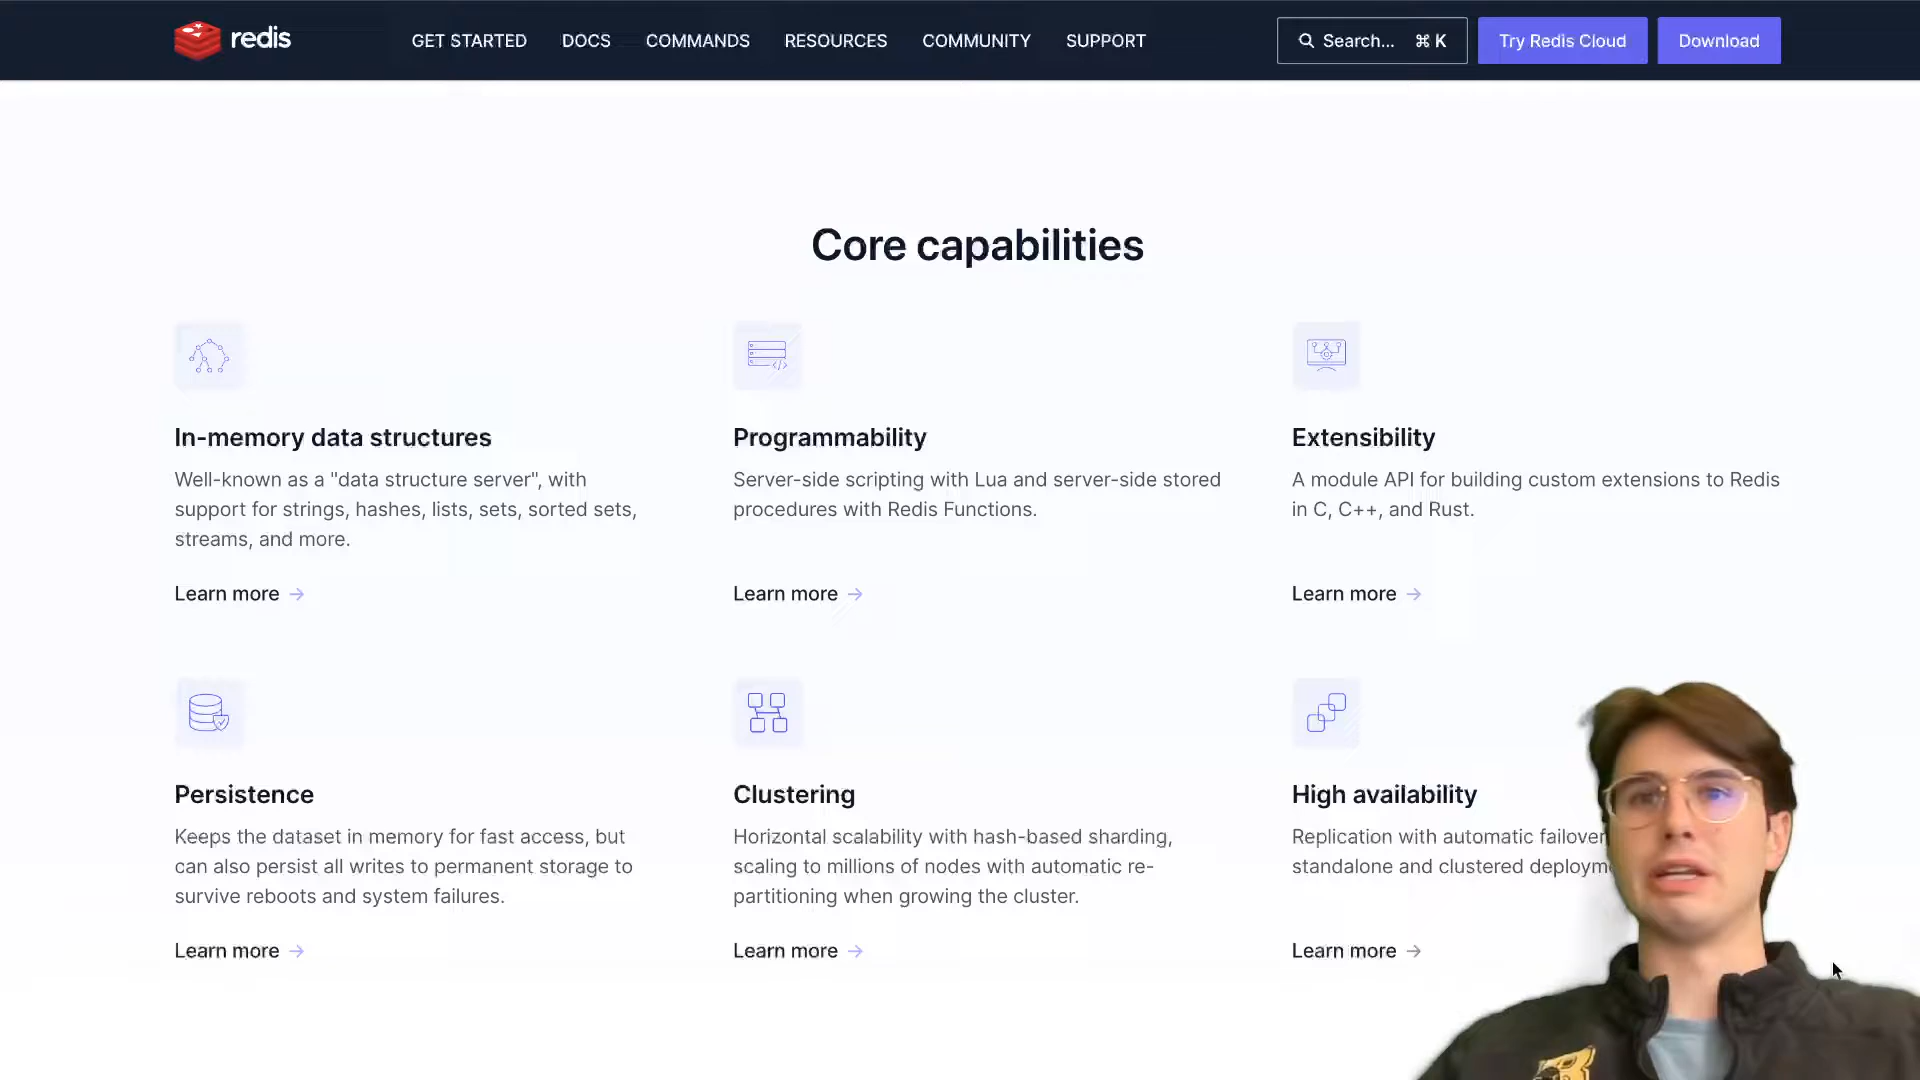 redis
GET STARTED
DOCS
COMMANDS
RESOURCES
COMMUNITY
SUPPORT
Search... ⌘ K
Try Redis Cloud
Download
Core capabilities
In-memory data structures
Well-known as a "data structure server", with
support for strings, hashes, lists, sets, sorted sets,
streams, and more.
Learn more →
Programmability
Server-side scripting with Lua and server-side stored
procedures with Redis Functions.
Learn more →
Extensibility
A module API for building custom extensions to Redis
in C, C++, and Rust.
Learn more →
Persistence
Keeps the dataset in memory for fast access, but
can also persist all writes to permanent storage to
survive reboots and system failures.
Learn more →
Clustering
Horizontal scalability with hash-based sharding,
scaling to millions of nodes with automatic re-
partitioning when growing the cluster.
Learn more →
High availability
Replication with automatic failover
standalone and clustered
Learn more →